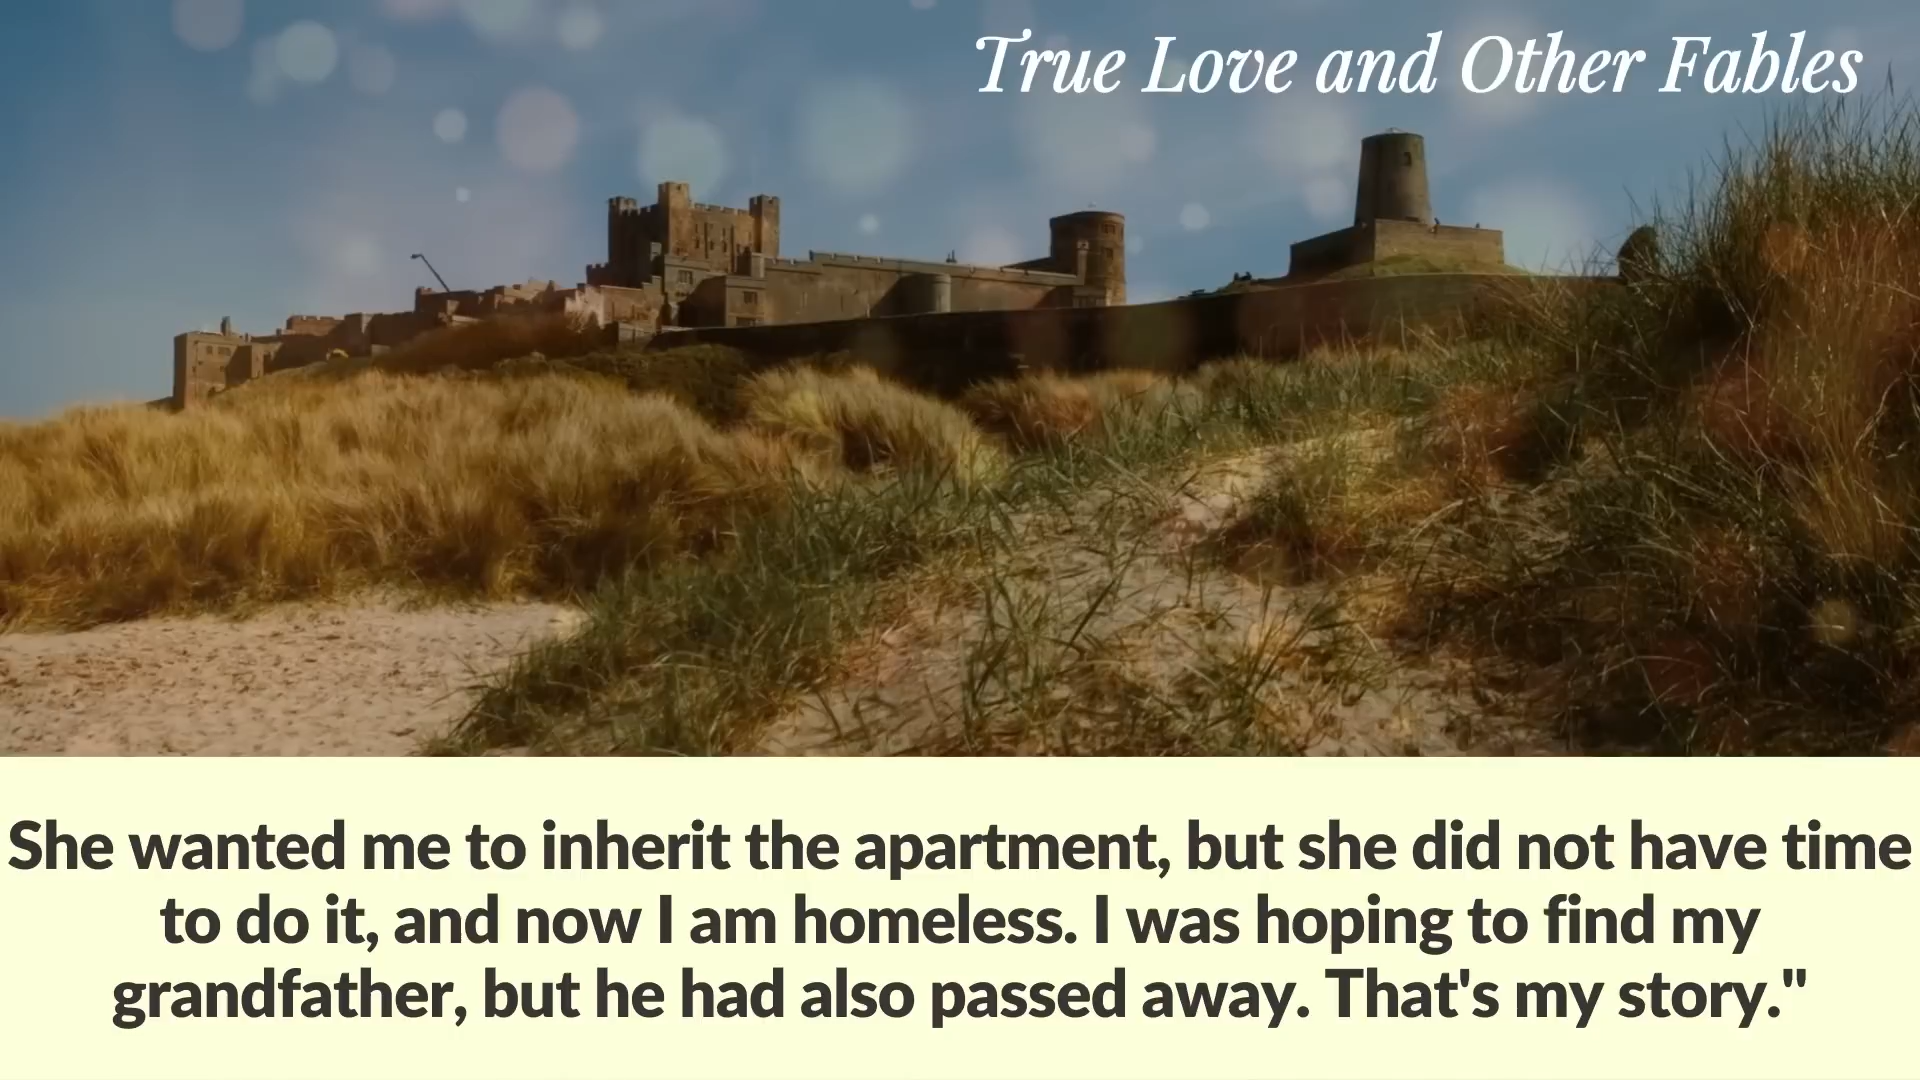 True Love and Other Fables
She wanted me to inherit the apartment, but she did not have time
to do it, and now I am homeless. I was hoping to find my
grandfather, but he had also passed away. That's my story."